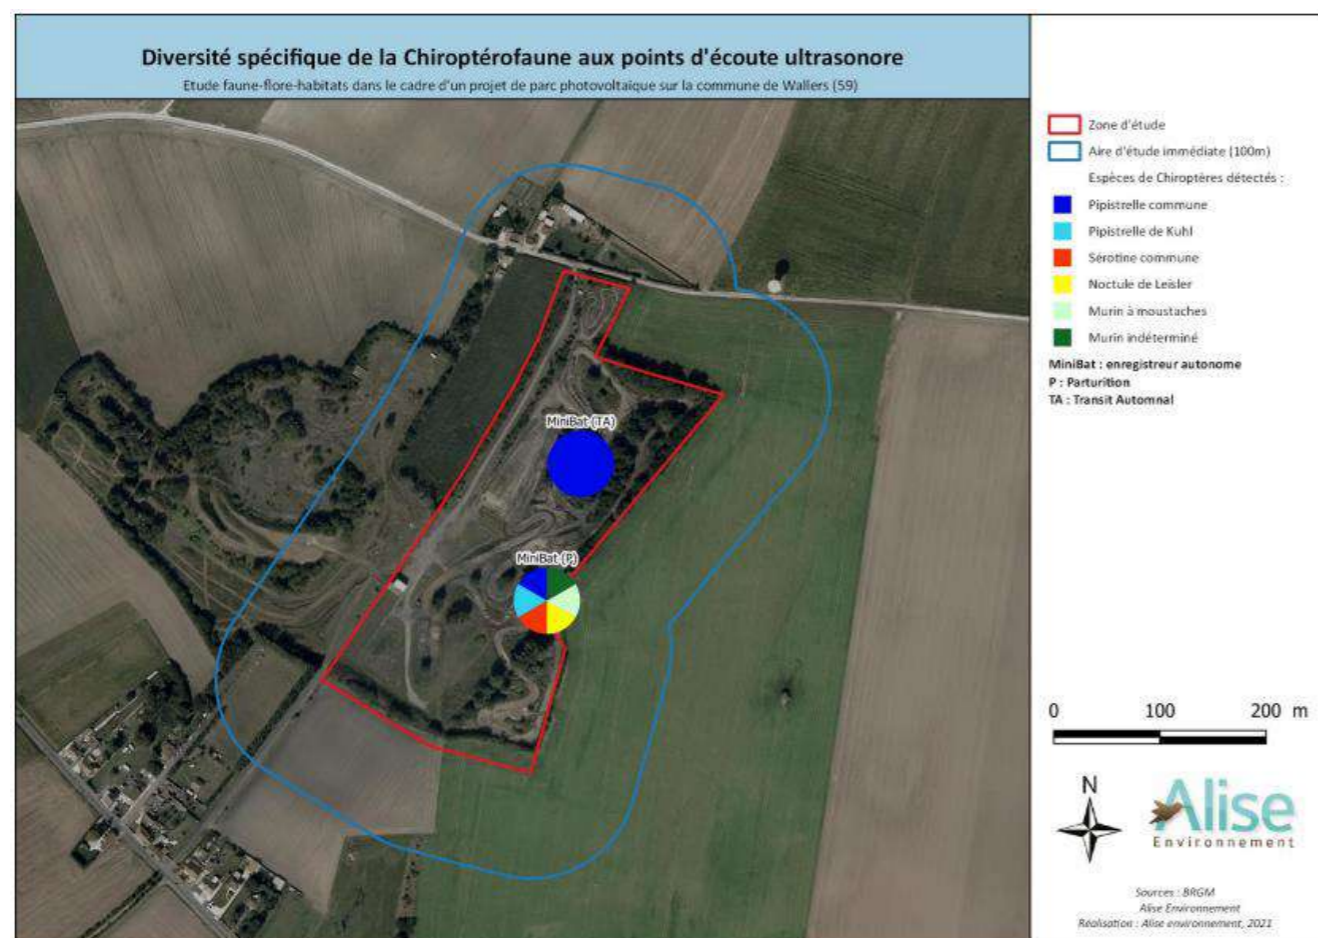 Diversité spécifique de la Chiroptérofaune aux points d'écoute ultrasonore
Etude faune-flore-habitats dans le cadre d'un projet de parc photovoltaïque sur la commune de Wallers (59)
MiniBat (TA)
MiniBat (P)
Zone d'étude
Aire d'étude immédiate (100m)
Espèces de Chiroptères détectés :
Pipistrelle commune
Pipistrelle de Kuhl
Sérotine commune
Noctule de Leisler
Murin à moustaches
Murin indéterminé
MiniBat : enregistreur autonome
P : Parturition
TA : Transit Automnal
0 100 200 m
N
Alise
Environnement
Sources : BRGM
Alise Environnement
Réalisation : Alise environnement, 2021